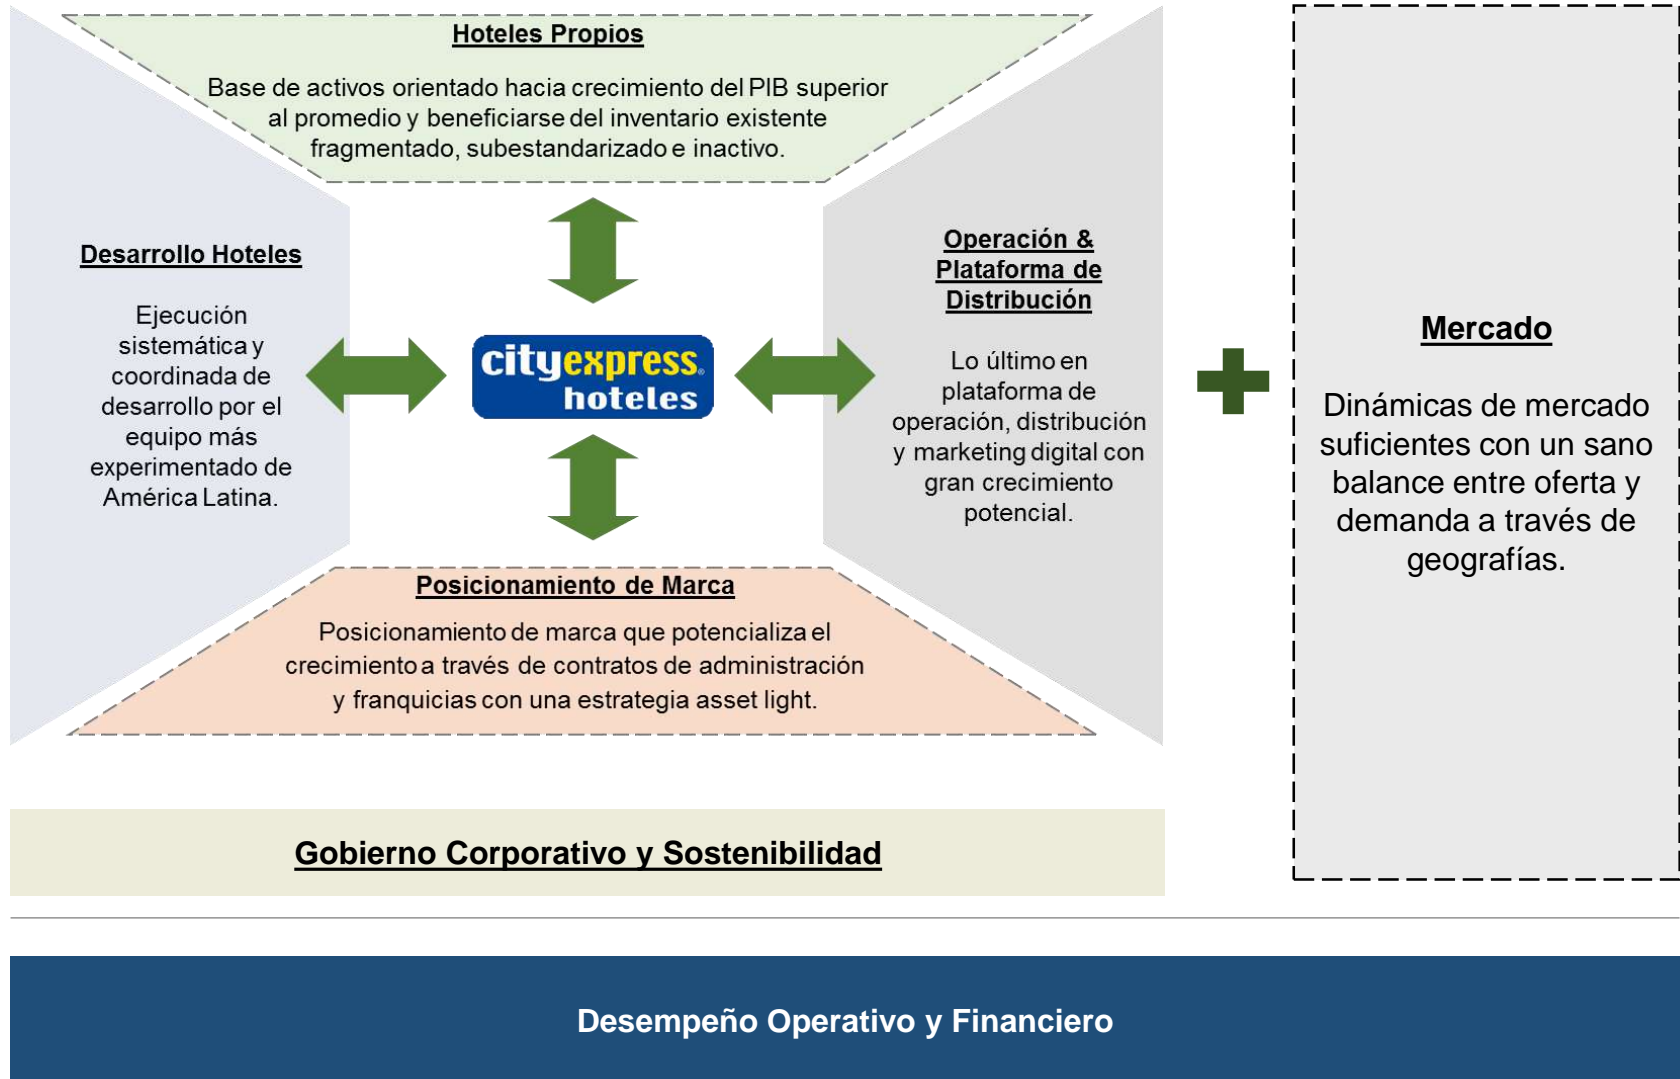 Hoteles Propios
Base de activos orientado hacia crecimiento del PIB superior
al promedio y beneficiarse del inventario existente
fragmentado, subestandarizado e inactivo.
Desarrollo Hoteles
Ejecución
sistemática y
coordinada de
desarrollo por el
equipo más
experimentado de
América Latina.
cityexpress®
hoteles
Operación &
Plataforma de
Distribución
Lo último en
plataforma de
operación, distribución
y marketing digital con
gran crecimiento
potencial.
Posicionamiento de Marca
Posicionamiento de marca que potencializa el
crecimiento a través de contratos de administración
y franquicias con una estrategia asset light.
Mercado
Dinámicas de mercado
suficientes con un sano
balance entre oferta y
demanda a través de
geografías.
Gobierno Corporativo y Sostenibilidad
Desempeño Operativo y Financiero